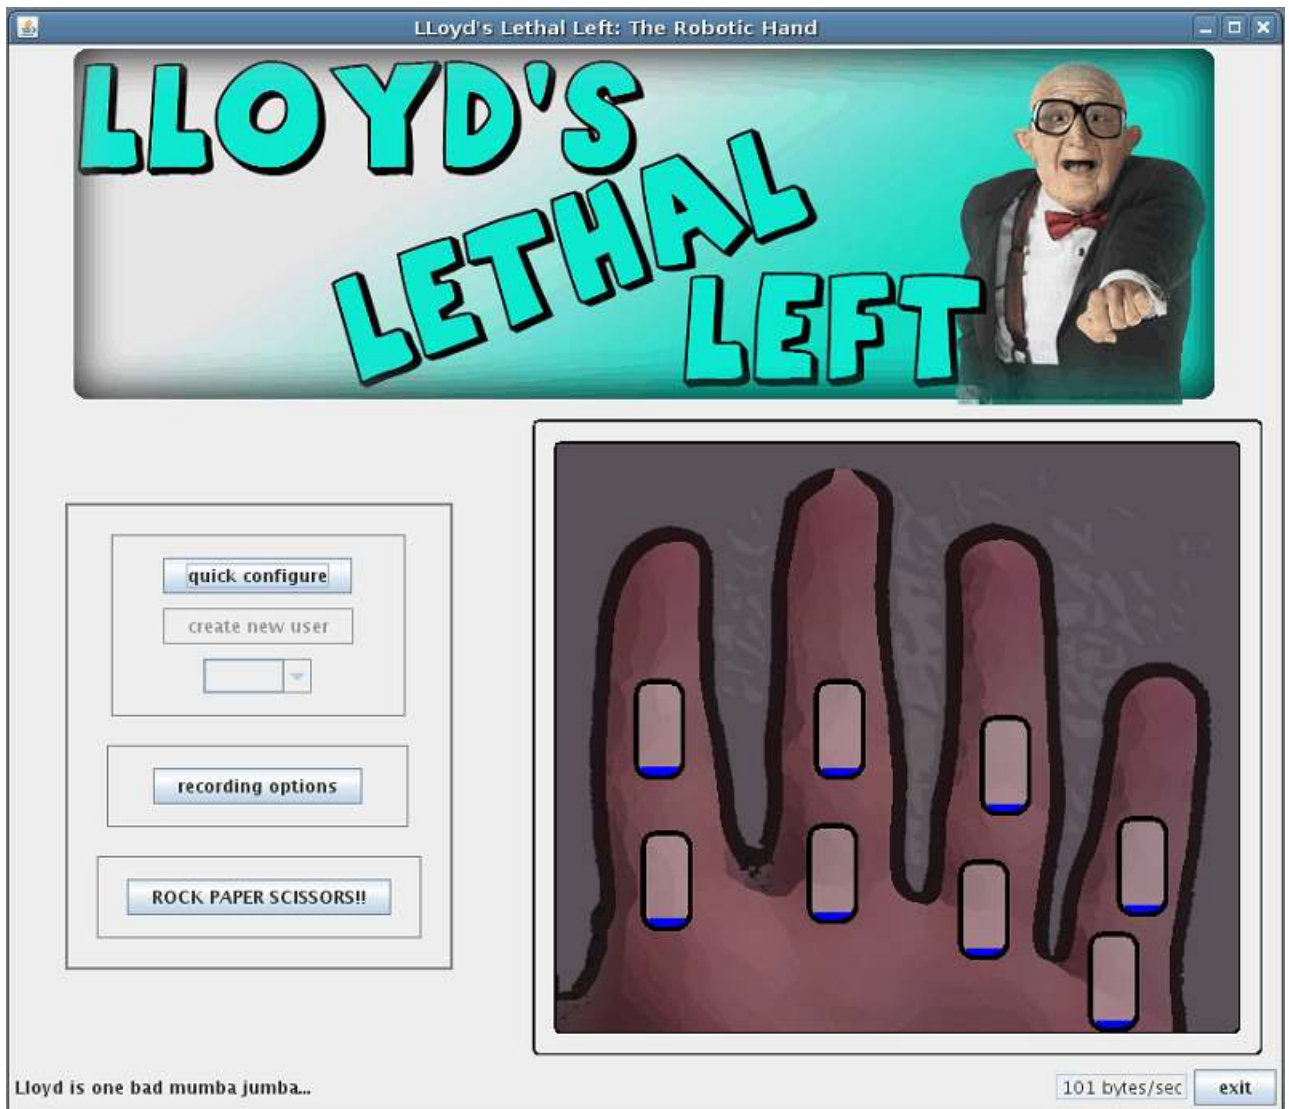 LLoyd's Lethal Left: The Robotic Hand
LLOYD'S
LETHAL
LEFT
quick configure
create new user
recording options
ROCK PAPER SCISSORS!!
Lloyd is one bad mumba jumba...
101 bytes/sec
exit